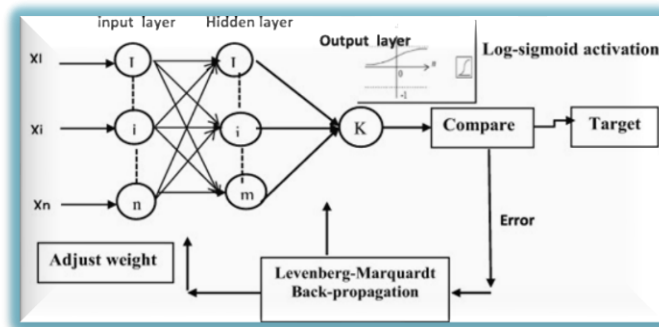 input layer
Hidden layer
Output layer
Log-sigmoid activation
0
n
-1
XI
I
I
Xi
i
i
K
Compare
Target
Xn
n
m
Error
Adjust weight
Levenberg-Marquardt
Back-propagation